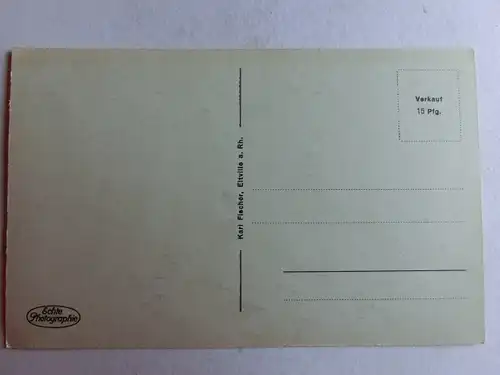 Verkauf
15 Pfg.
Karl Fischer, Eltville a. Rh.
Echte
Photographie